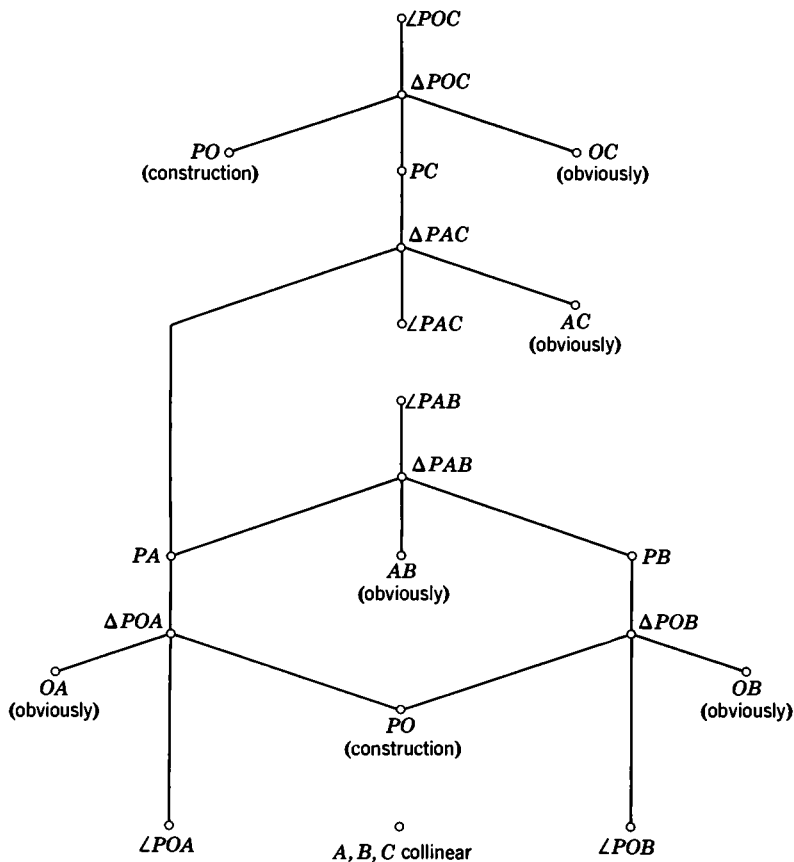 ∠POC
ΔPOC
PO
(construction)
OC
(obviously)
PC
ΔPAC
∠PAC
AC
(obviously)
∠PAB
ΔPAB
PA
AB
(obviously)
PB
ΔPOA
ΔPOB
OA
(obviously)
PO
(construction)
OB
(obviously)
∠POA
A, B, C collinear
∠POB